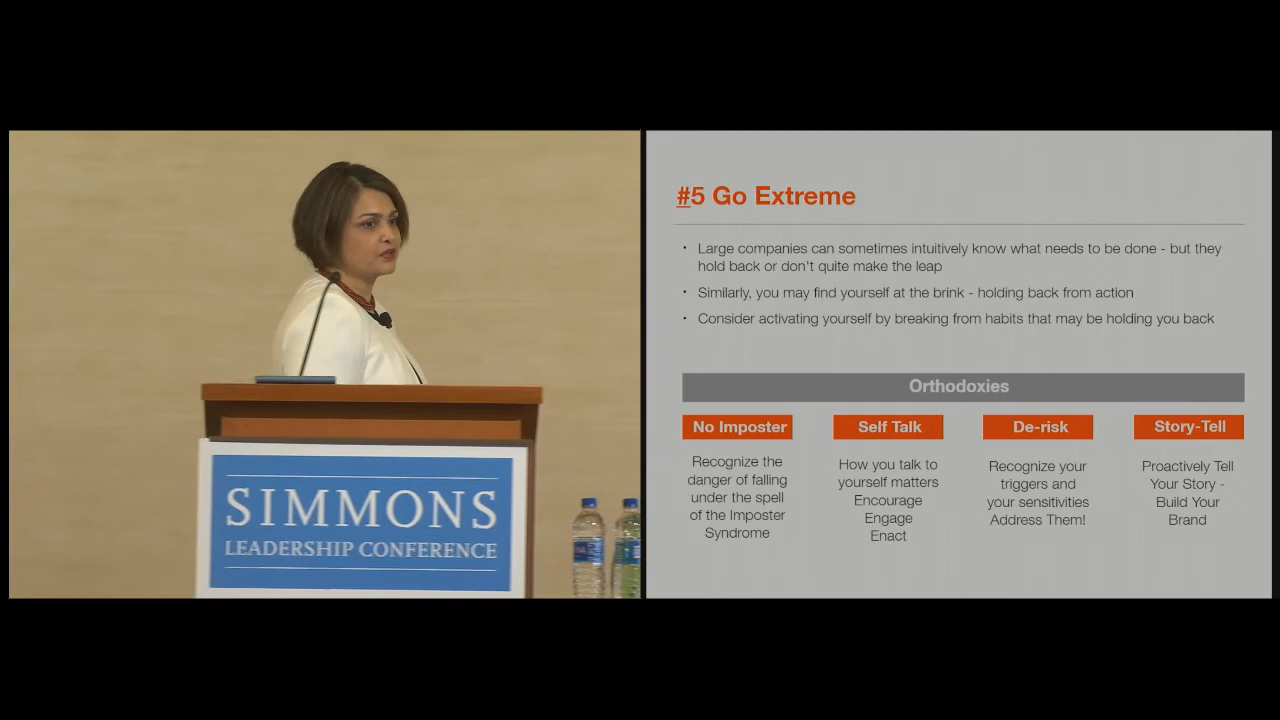 SIMMONS
LEADERSHIP CONFERENCE
#5 Go Extreme
• Large companies can sometimes intuitively know what needs to be done - but they
hold back or don't quite make the leap
• Similarly, you may find yourself at the brink - holding back from action
• Consider activating yourself by breaking from habits that may be holding you back
Orthodoxies
No Imposter
Recognize the
danger of falling
under the spell
of the Imposter
Syndrome
Self Talk
How you talk to
yourself matters
Encourage
Engage
Enact
De-risk
Recognize your
triggers and
your sensitivities
Address Them!
Story-Tell
Proactively Tell
Your Story -
Build Your
Brand